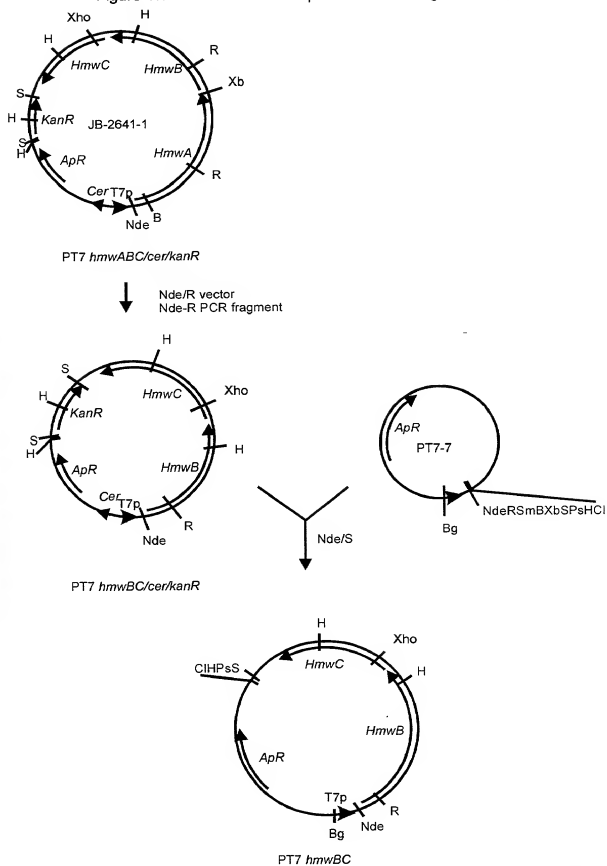 Xho
H
H
HmwC
HmwB
R
Xb
S
H
KanR
JB-2641-1
S
H
ApR
HmwA
R
Cer
T7p
B
Nde
PT7 hmwABC/cer/kanR
Nde/R vector
Nde-R PCR fragment
H
S
H
HmwC
Xho
KanR
S
H
H
ApR
HmwB
Cer
T7p
R
Nde
PT7 hmwBC/cer/kanR
ApR
PT7-7
NdeRSmBXbSPsHCl
Bg
Nde/S
H
Xho
ClHPsS
HmwC
H
HmwB
ApR
T7p
R
Nde
Bg
PT7 hmwBC